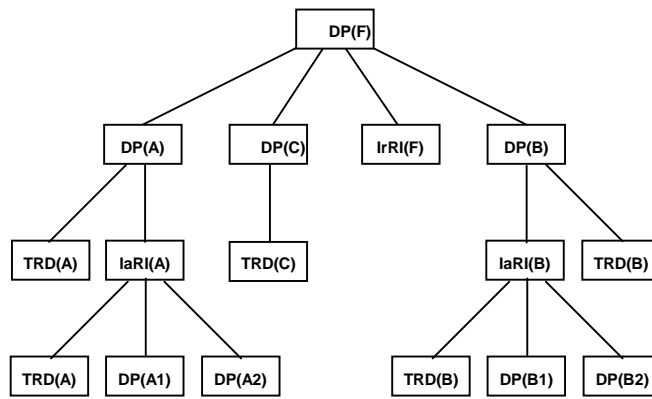 DP(F)
DP(A)
DP(C)
IrRI(F)
DP(B)
TRD(A)
IaRI(A)
TRD(C)
IaRI(B)
TRD(B)
TRD(A)
DP(A1)
DP(A2)
TRD(B)
DP(B1)
DP(B2)